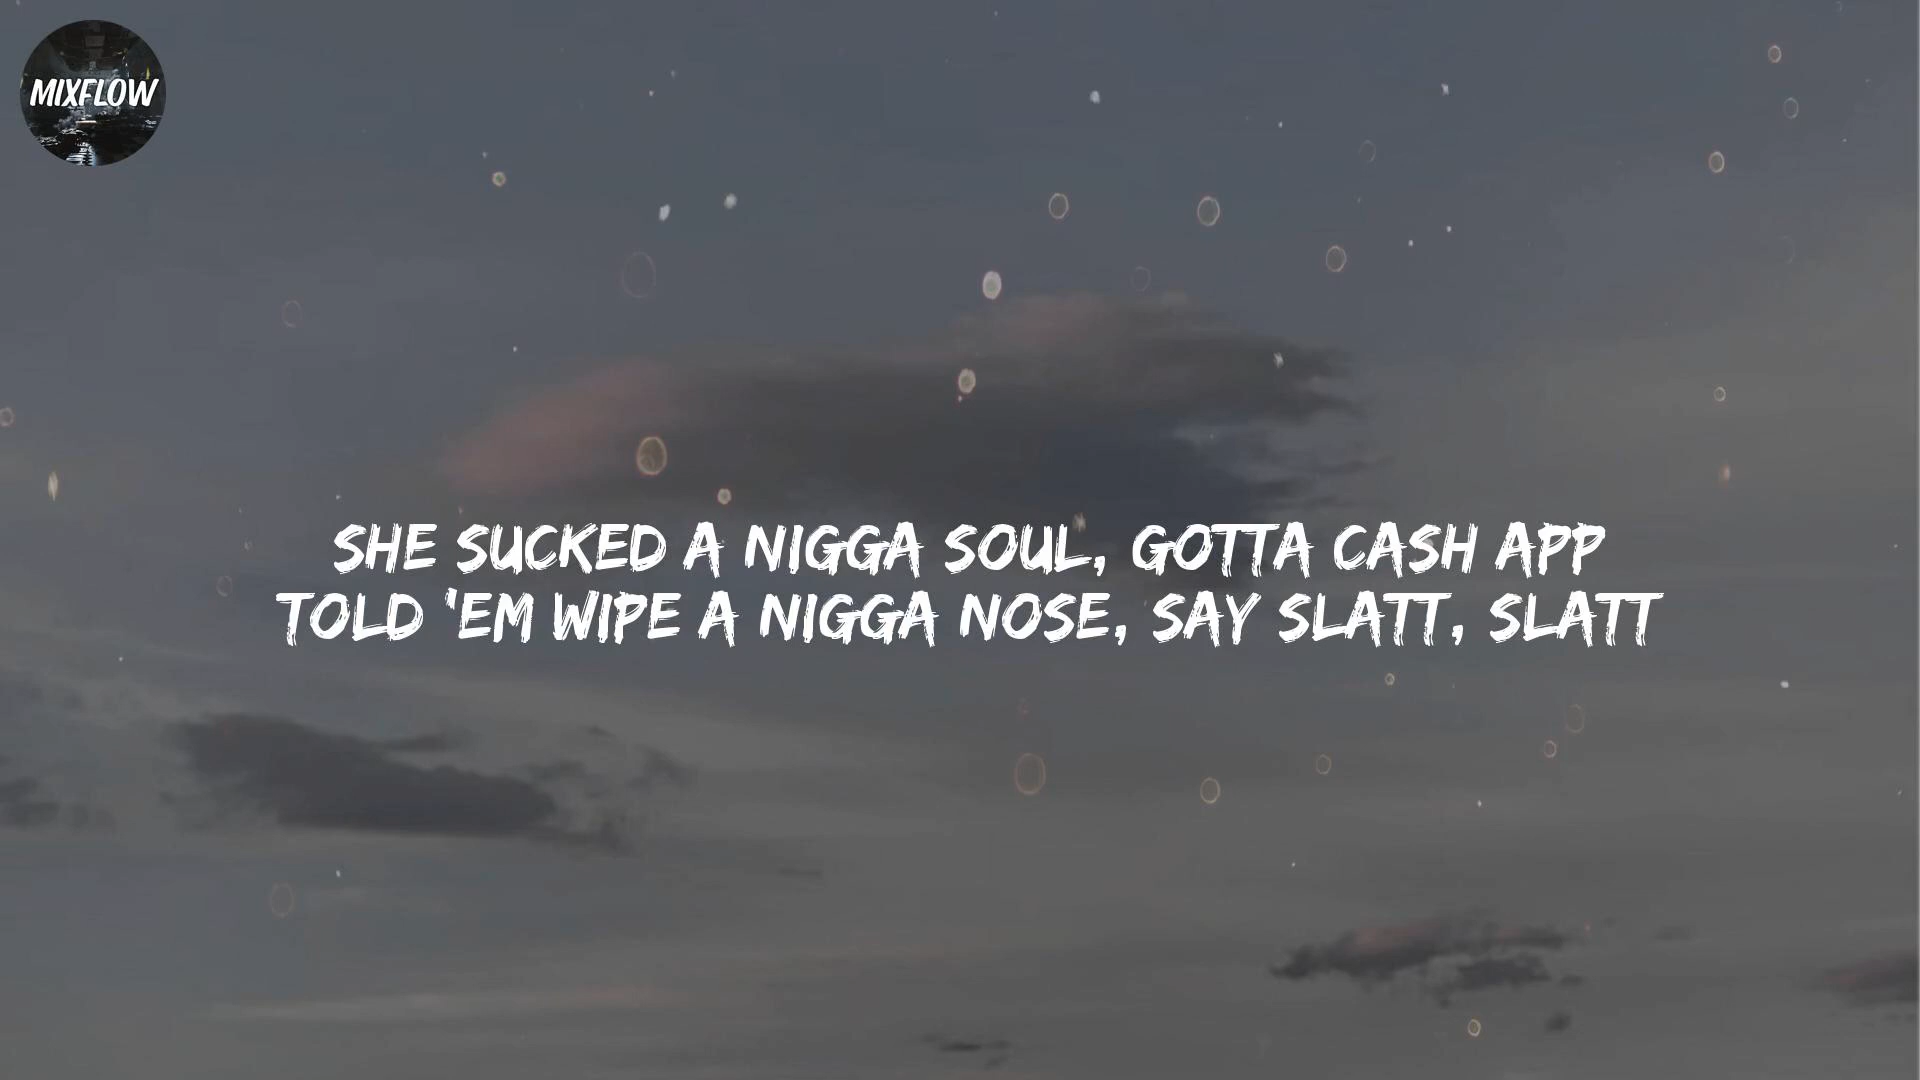 MIXFLOW
SHE SUCKED A NIGGA SOUL, GOTTA CASH APP
TOLD 'EM WIPE A NIGGA NOSE, SAY SLATT, SLATT